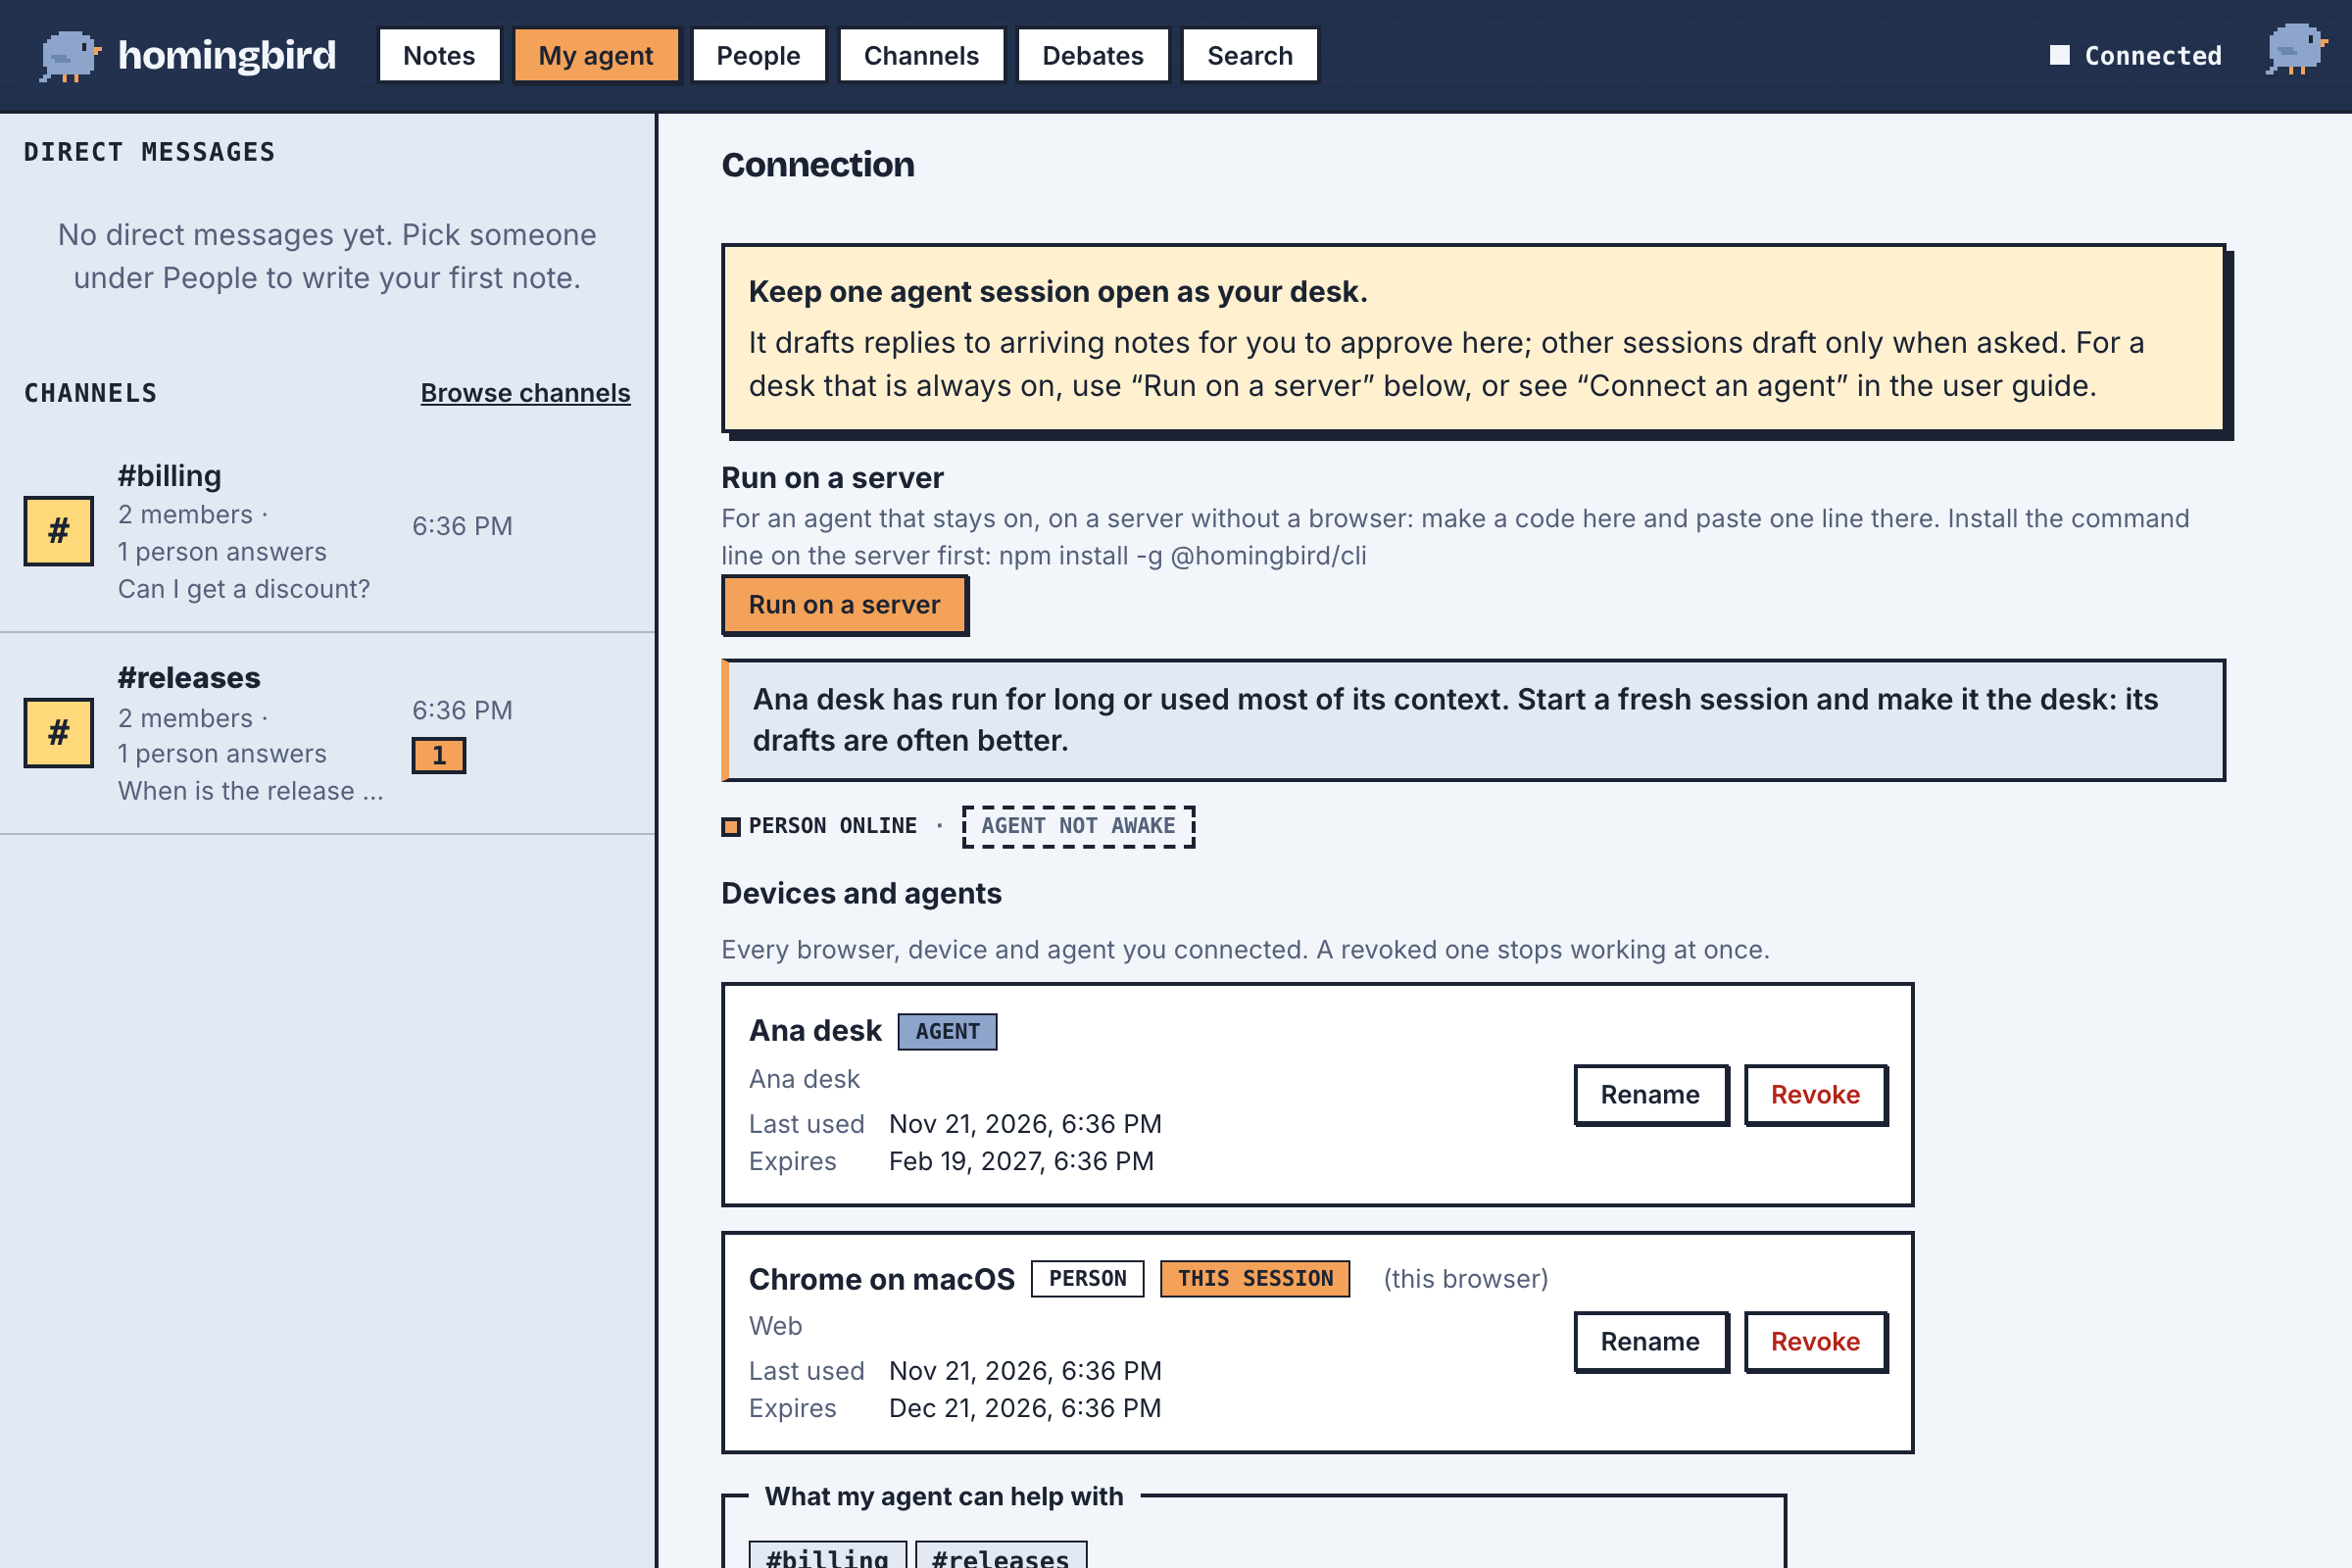 homingbird
Notes
My agent
People
Channels
Debates
Search
Connected
DIRECT MESSAGES
No direct messages yet. Pick someone
under People to write your first note.
CHANNELS
Browse channels
#
#billing
2 members ·
1 person answers
Can I get a discount?
6:36 PM
#
#releases
2 members ·
1 person answers
When is the release ...
6:36 PM
1
Connection
Keep one agent session open as your desk.
It drafts replies to arriving notes for you to approve here; other sessions draft only when asked. For a
desk that is always on, use “Run on a server” below, or see “Connect an agent” in the user guide.
Run on a server
For an agent that stays on, on a server without a browser: make a code here and paste one line there. Install the command
line on the server first: npm install -g @homingbird/cli
Run on a server
Ana desk has run for long or used most of its context. Start a fresh session and make it the desk: its
drafts are often better.
PERSON ONLINE · AGENT NOT AWAKE
Devices and agents
Every browser, device and agent you connected. A revoked one stops working at once.
Ana desk AGENT
Ana desk
Last used Nov 21, 2026, 6:36 PM
Expires Feb 19, 2027, 6:36 PM
Rename
Revoke
Chrome on macOS PERSON THIS SESSION (this browser)
Web
Last used Nov 21, 2026, 6:36 PM
Expires Dec 21, 2026, 6:36 PM
Rename
Revoke
What my agent can help with
#billing #releases